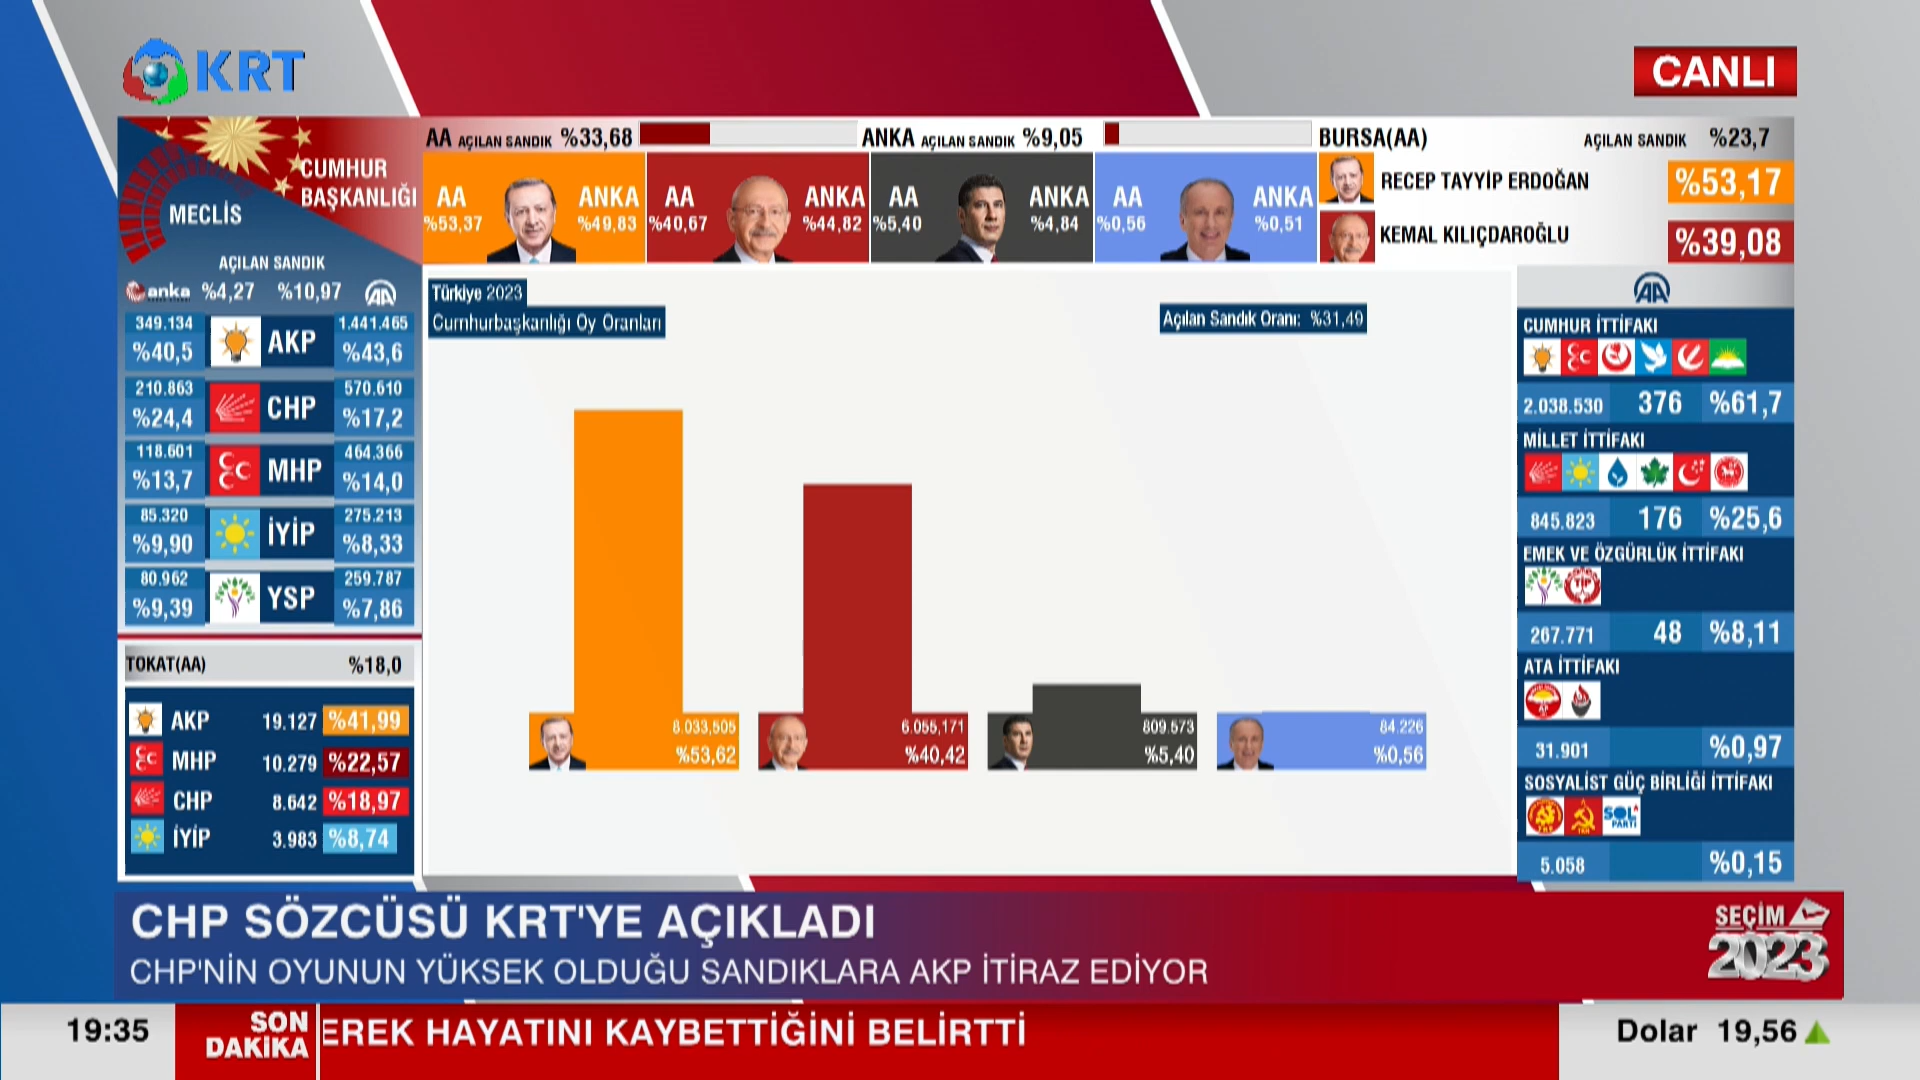 KRT
CANLI
CUMHUR
BAŞKANLIĞI
MECLİS
AÇILAN SANDIK
anka %4,27 %10,97 AA
349.134 1.441.465
%40,5 AKP %43,6
210.863 570.610
%24,4 CHP %17,2
118.601 464.366
%13,7 MHP %14,0
85.320 275.213
%9,90 İYİP %8,33
80.962 259.787
%9,39 YSP %7,86
TOKAT(AA) %18,0
AKP 19.127 %41,99
MHP 10.279 %22,57
CHP 8.642 %18,97
İYİP 3.983 %8,74
AA AÇILAN SANDIK %33,68
ANKA AÇILAN SANDIK %9,05
AA ANKA
%53,37 %49,83
AA ANKA
%40,67 %44,82
AA ANKA
%5,40 %4,84
AA ANKA
%0,56 %0,51
BURSA(AA) AÇILAN SANDIK %23,7
RECEP TAYYİP ERDOĞAN %53,17
KEMAL KILIÇDAROĞLU %39,08
Türkiye 2023
Cumhurbaşkanlığı Oy Oranları
Açılan Sandık Oranı: %31,49
8.033,505
%53,62
6.055,171
%40,42
809.573
%5,40
84.226
%0,56
AA
CUMHUR İTTİFAKI
2.038.530 376 %61,7
MİLLET İTTİFAKI
845.823 176 %25,6
EMEK VE ÖZGÜRLÜK İTTİFAKI
TİP
267.771 48 %8,11
ATA İTTİFAKI
31.901 %0,97
SOSYALİST GÜÇ BİRLİĞİ İTTİFAKI
SOL
PARTİ
5.058 %0,15
CHP SÖZCÜSÜ KRT'YE AÇIKLADI
CHP'NİN OYUNUN YÜKSEK OLDUĞU SANDIKLARA AKP İTİRAZ EDİYOR
SEÇİM
2023
19:35
SON
DAKİKA
EREK HAYATINI KAYBETTİĞİNİ BELİRTTİ
Dolar 19,56